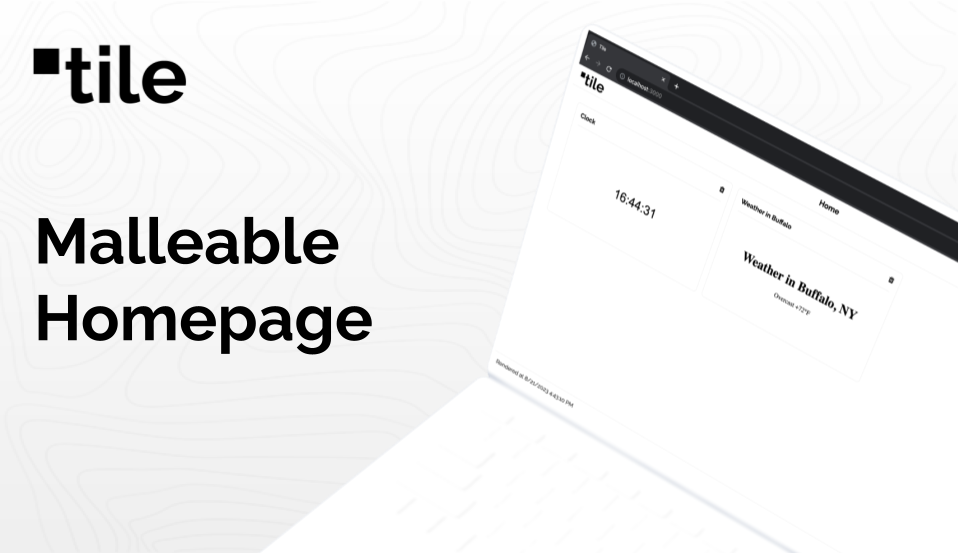 tile
Malleable
Homepage
Tile
localhost:3000
tile
Home
Clock
16:44:31
Weather in Buffalo
Weather in Buffalo, NY
Overcast +72°F
Rendered at 8/21/2023 4:43:30 PM